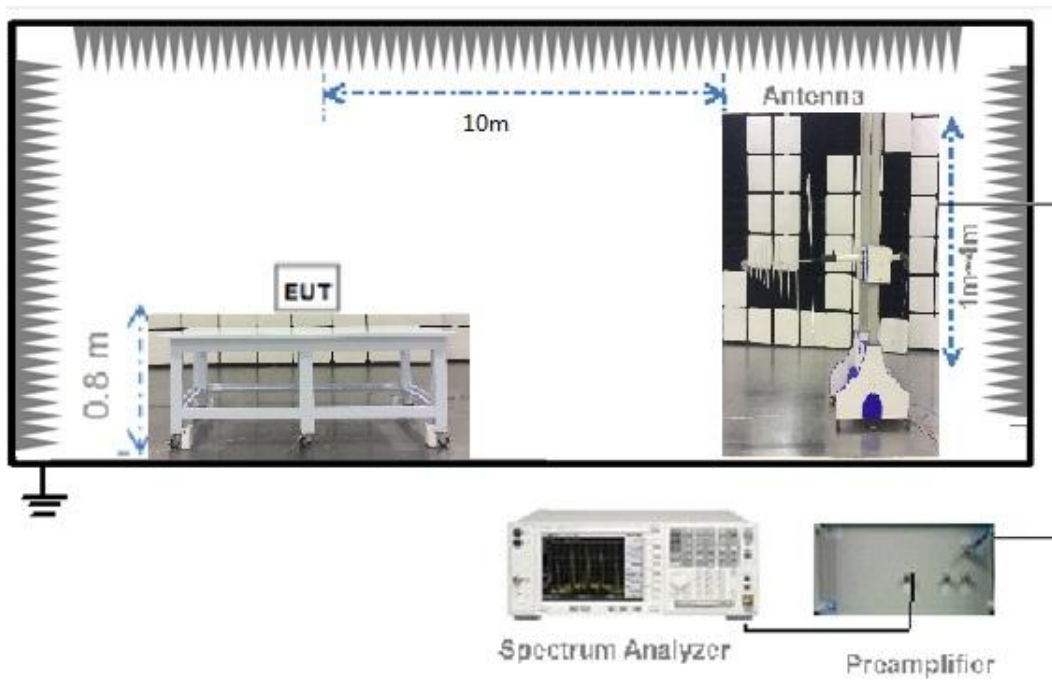 Antenna
10m
1m~4m
EUT
0.8 m
Spectrum Analyzer
Preamplifier